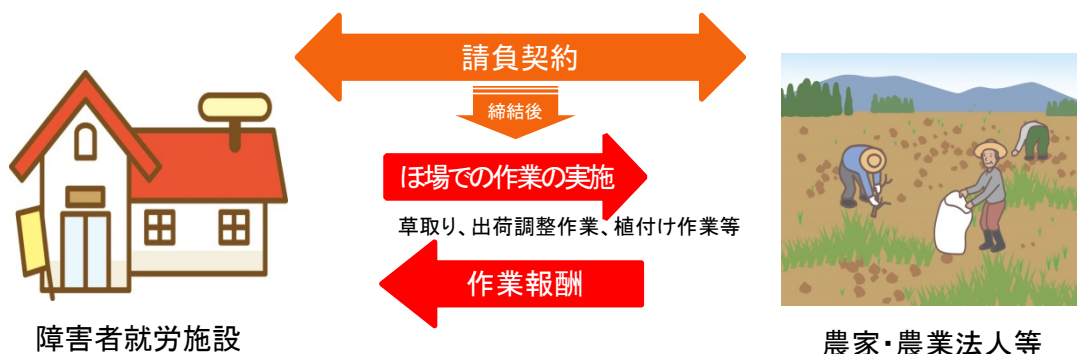 請負契約
締結後
ほ場での作業の実施
草取り、出荷調整作業、植付け作業等
作業報酬
障害者就労施設
農家・農業法人等